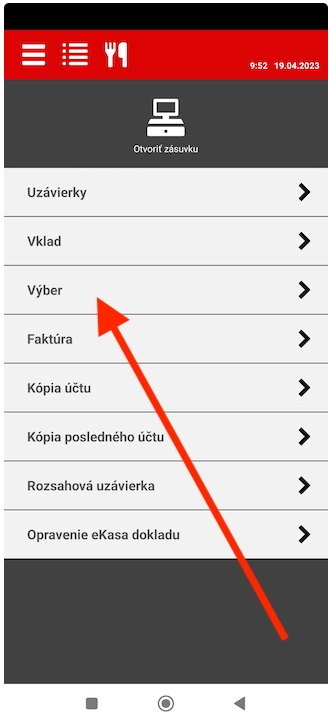 9:52 19.04.2023
Otvoriť zásuvku
Uzávierky
Vklad
Výber
Faktúra
Kópia účtu
Kópia posledného účtu
Rozsahová uzávierka
Opravenie eKasa dokladu